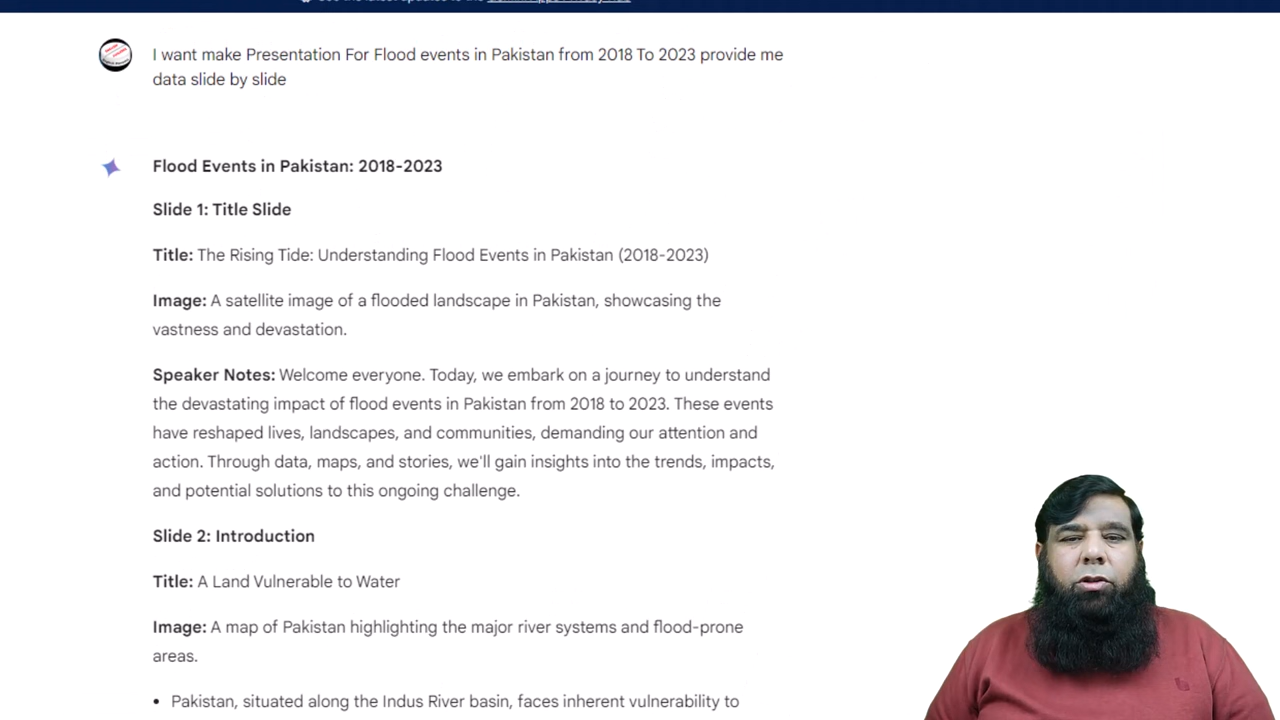 I want make Presentation For Flood events in Pakistan from 2018 To 2023 provide me
data slide by slide
Flood Events in Pakistan: 2018-2023
Slide 1: Title Slide
Title: The Rising Tide: Understanding Flood Events in Pakistan (2018-2023)
Image: A satellite image of a flooded landscape in Pakistan, showcasing the
vastness and devastation.
Speaker Notes: Welcome everyone. Today, we embark on a journey to understand
the devastating impact of flood events in Pakistan from 2018 to 2023. These events
have reshaped lives, landscapes, and communities, demanding our attention and
action. Through data, maps, and stories, we'll gain insights into the trends, impacts,
and potential solutions to this ongoing challenge.
Slide 2: Introduction
Title: A Land Vulnerable to Water
Image: A map of Pakistan highlighting the major river systems and flood-prone
areas.
• Pakistan, situated along the Indus River basin, faces inherent vulnerability to